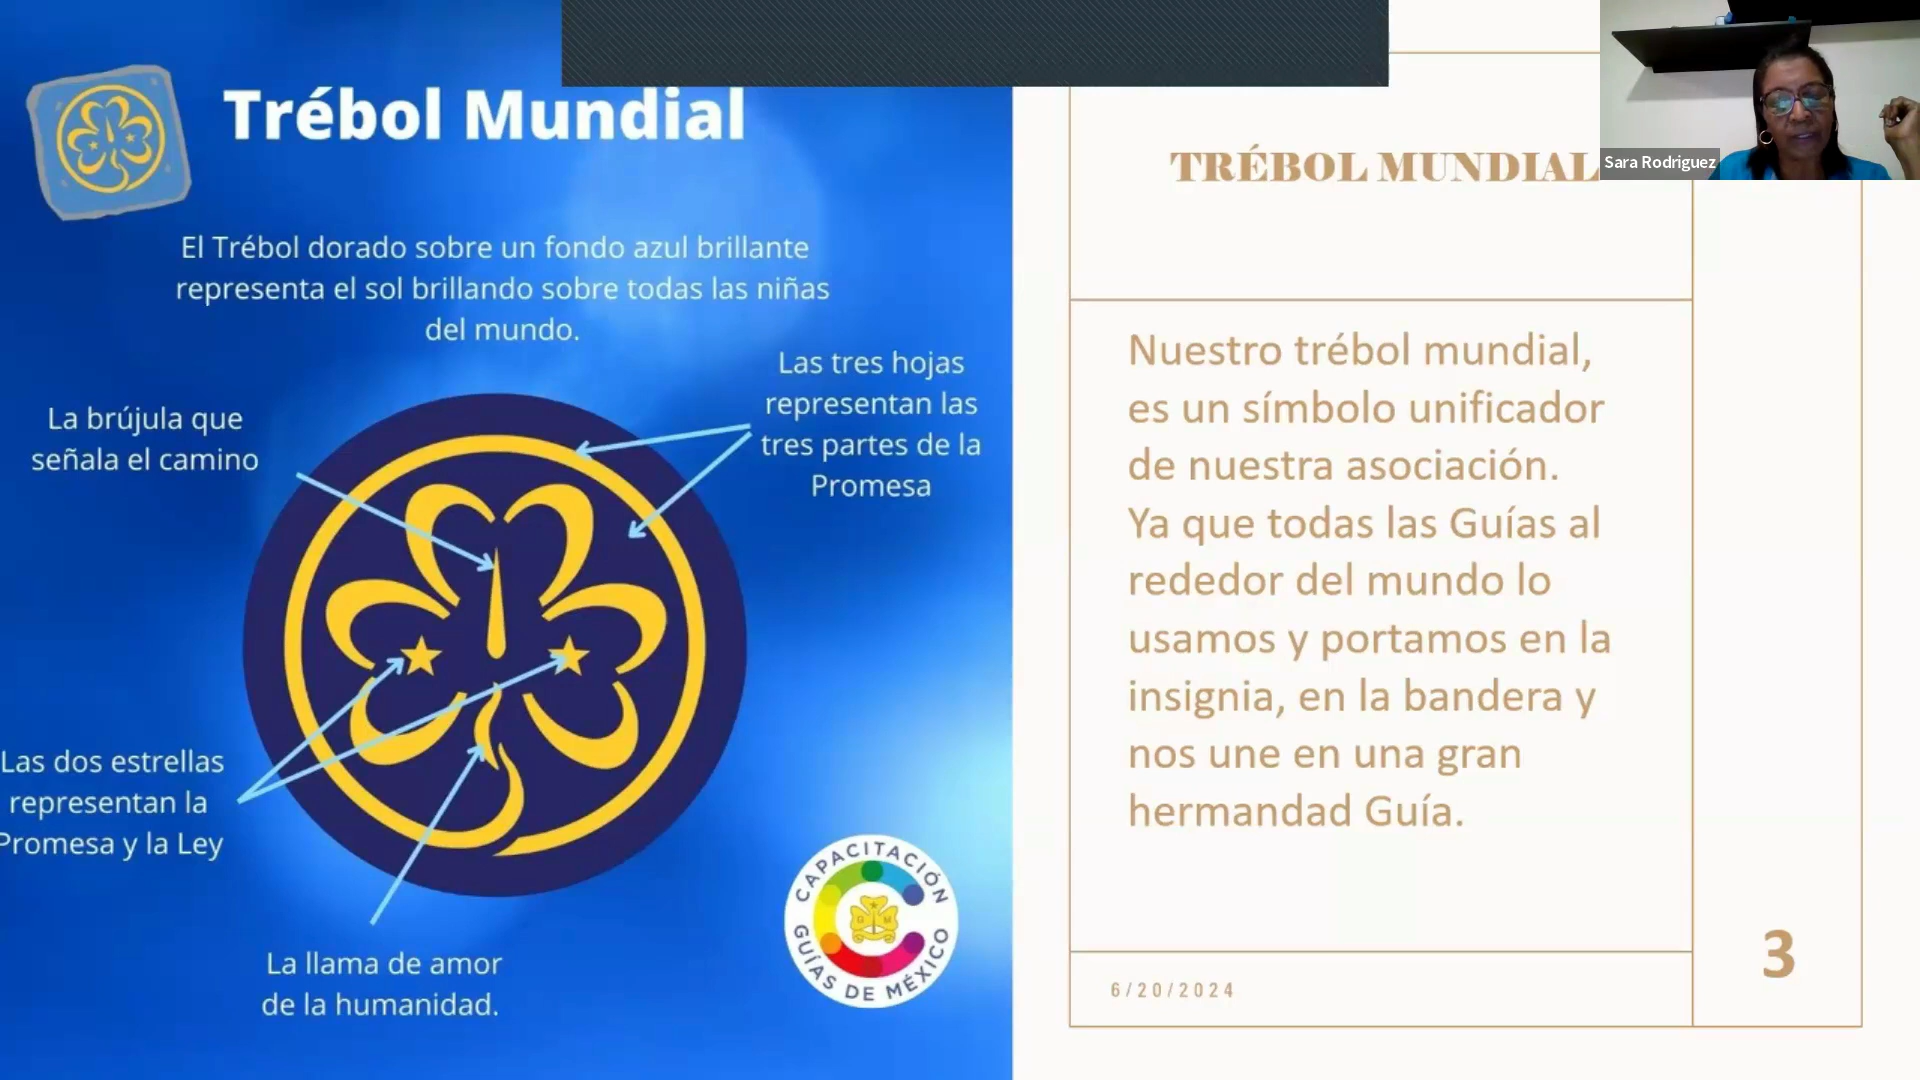 Trébol Mundial
El Trébol dorado sobre un fondo azul brillante
representa el sol brillando sobre todas las niñas
del mundo.
Las tres hojas
representan las
tres partes de la
Promesa
La brújula que
señala el camino
Las dos estrellas
representan la
Promesa y la Ley
La llama de amor
de la humanidad.
CAPACITACIÓN
G M
GUÍAS DE MÉXICO
TRÉBOL MUNDIAL
Nuestro trébol mundial,
es un símbolo unificador
de nuestra asociación.
Ya que todas las Guías al
rededor del mundo lo
usamos y portamos en la
insignia, en la bandera y
nos une en una gran
hermandad Guía.
6/20/2024
3
Sara Rodriguez